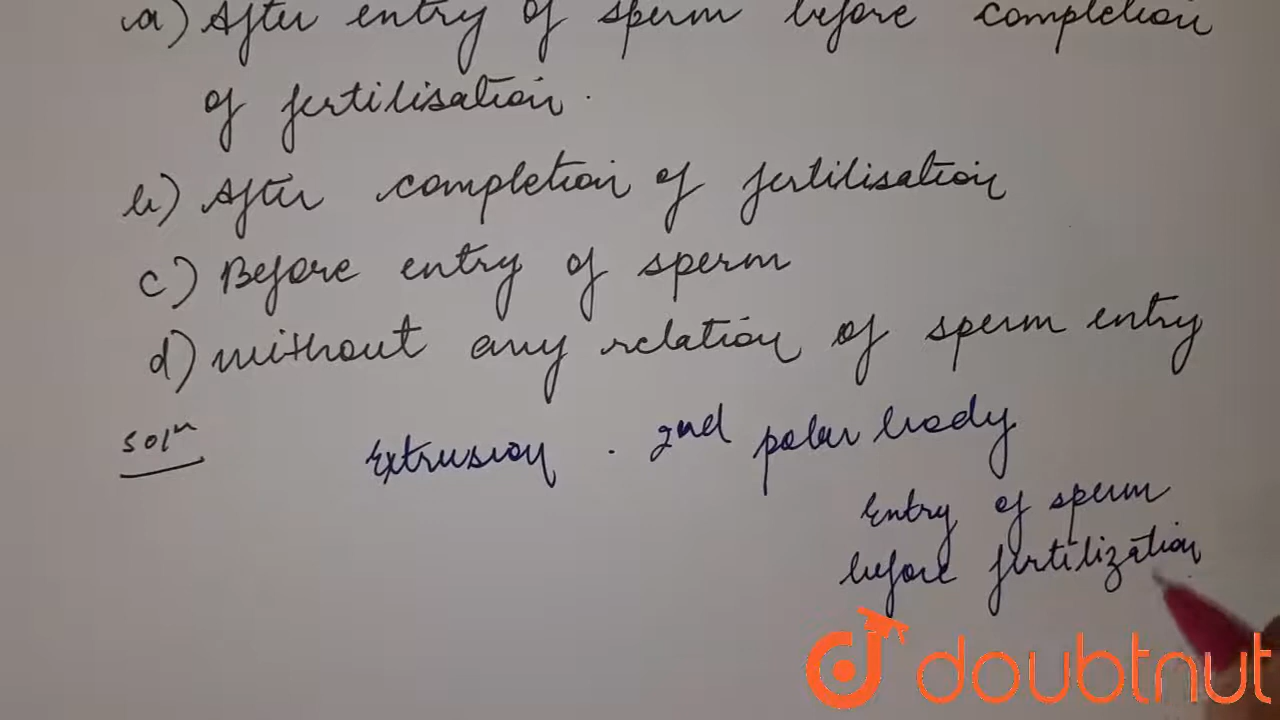 a) After entry of sperm before completion
of fertilisation.
b) After completion of fertilisation
c) Before entry of sperm
d) without any relation of sperm entry
Solⁿ
Extrusion . 2nd polar body
Entry of sperm
before fertilization
doubtnut